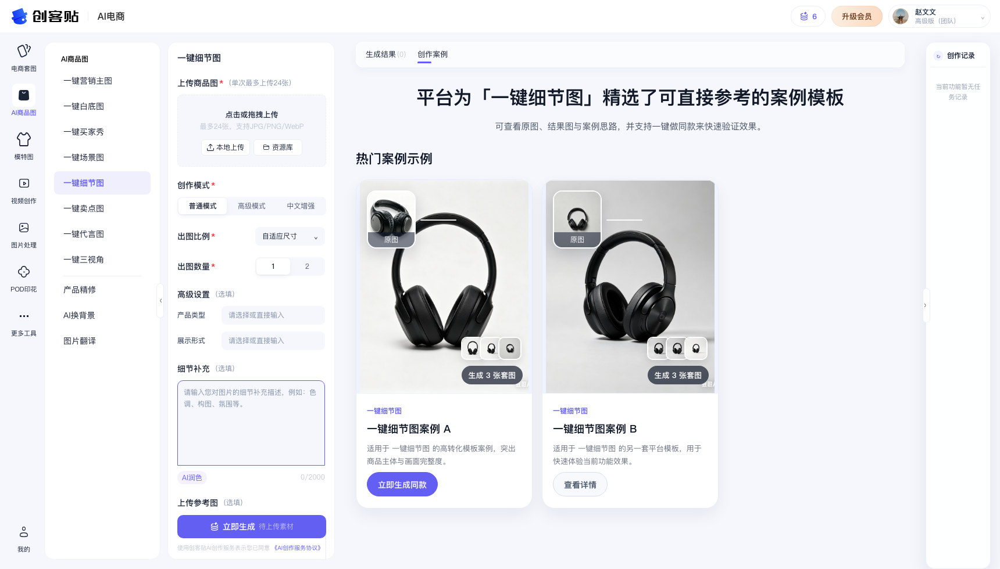 创客贴
AI电商
6
升级会员
赵文文
高级版（团队）
电商套图
AI商品图
模特图
视频创作
图片处理
POD印花
更多工具
我的
AI商品图
一键营销主图
一键白底图
一键买家秀
一键场景图
一键细节图
一键卖点图
一键代言图
一键三视角
产品精修
AI换背景
图片翻译
一键细节图
上传商品图* （单次最多上传24张）
点击或拖拽上传
最多24张，支持JPG/PNG/WebP
本地上传
资源库
创作模式*
普通模式
高级模式
中文增强
出图比例*
自适应尺寸
出图数量*
1
2
高级设置 （选填）
产品类型
请选择或直接输入
展示形式
请选择或直接输入
细节补充 （选填）
请输入您对图片的细节补充描述，例如：色
调、构图、氛围等。
AI润色
0/2000
上传参考图 （选填）
立即生成 待上传素材
使用创客贴AI创作服务表示您已同意 《AI创作服务协议》
生成结果(0)
创作案例
平台为「一键细节图」精选了可直接参考的案例模板
可查看原图、结果图与案例思路，并支持一键做同款来快速验证效果。
热门案例示例
原图
生成 3 张套图
一键细节图
一键细节图案例 A
适用于 一键细节图 的高转化模板案例，突出
商品主体与画面完整度。
立即生成同款
原图
生成 3 张套图
一键细节图
一键细节图案例 B
适用于 一键细节图 的另一套平台模板，用于
快速体验当前功能效果。
查看详情
创作记录
当前功能暂无任
务记录